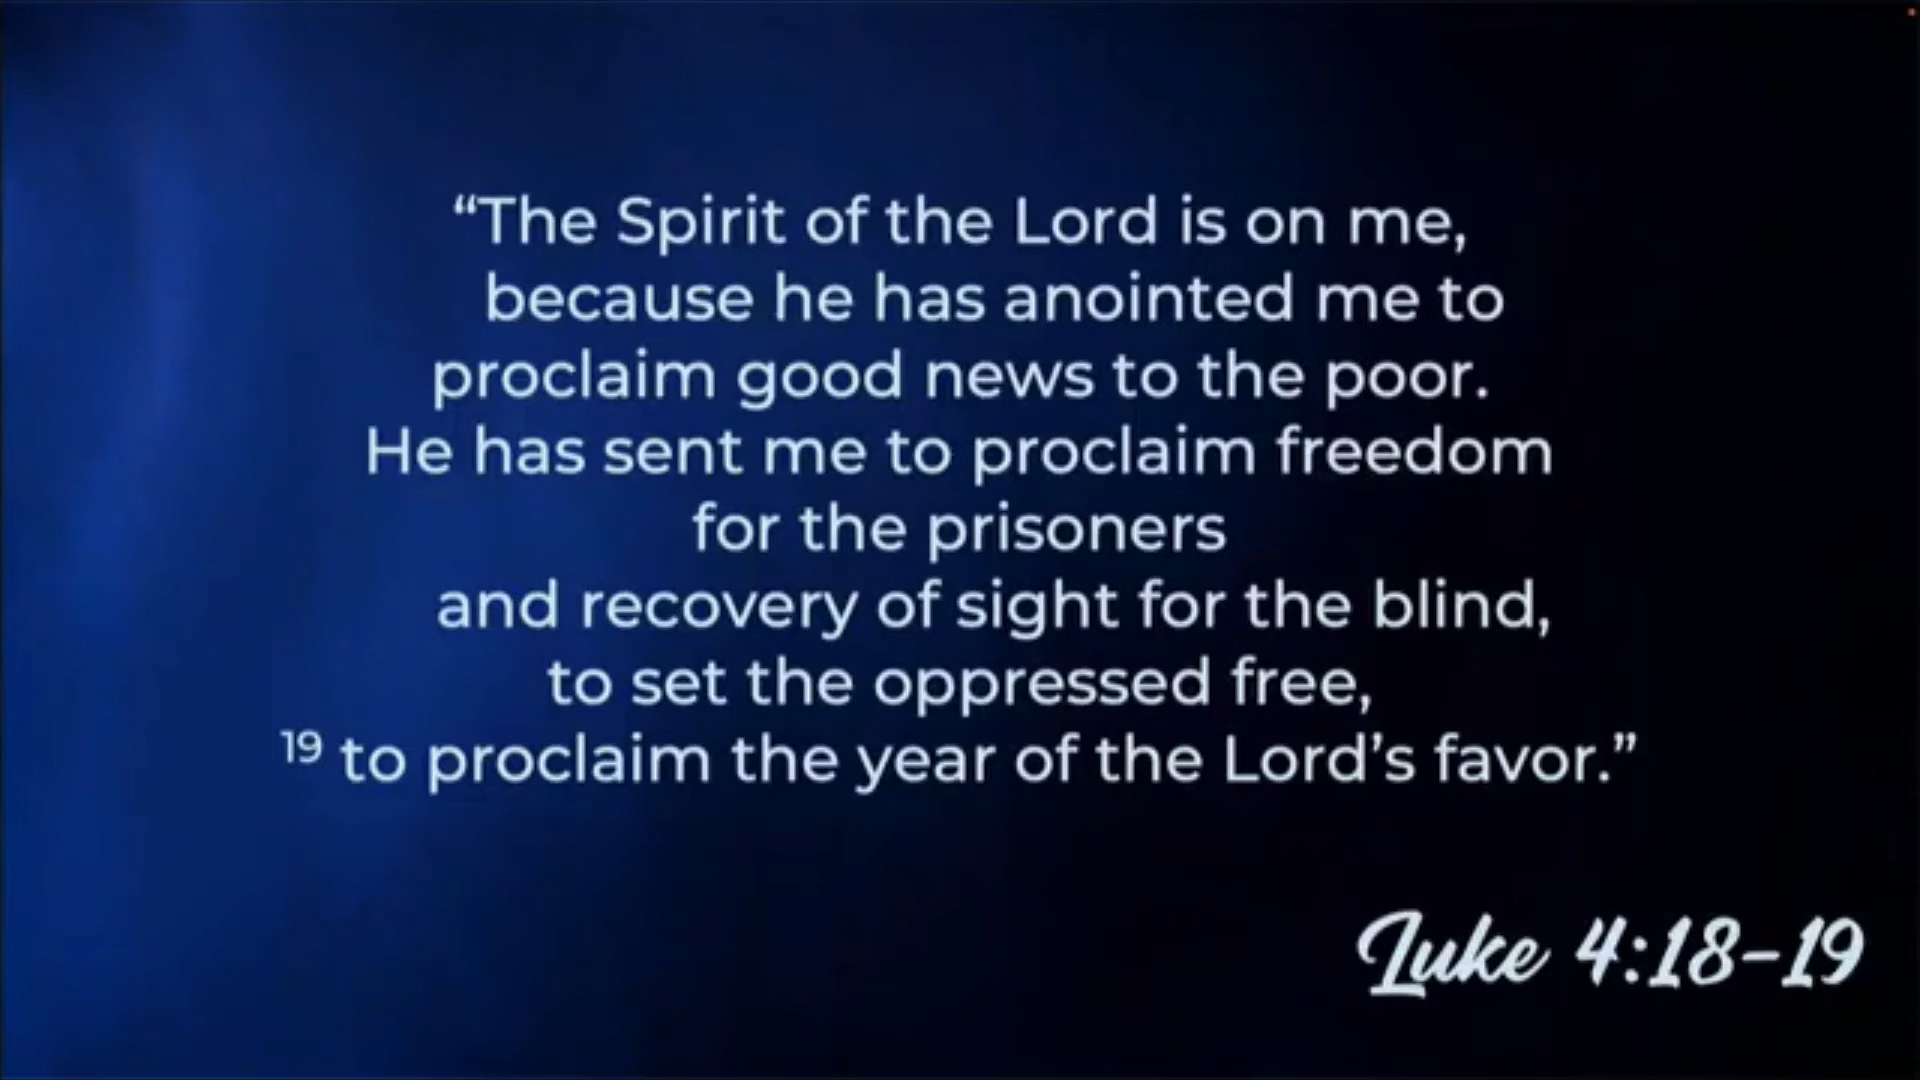 “The Spirit of the Lord is on me,
because he has anointed me to
proclaim good news to the poor.
He has sent me to proclaim freedom
for the prisoners
and recovery of sight for the blind,
to set the oppressed free,
19 to proclaim the year of the Lord’s favor.”
Luke 4:18-19